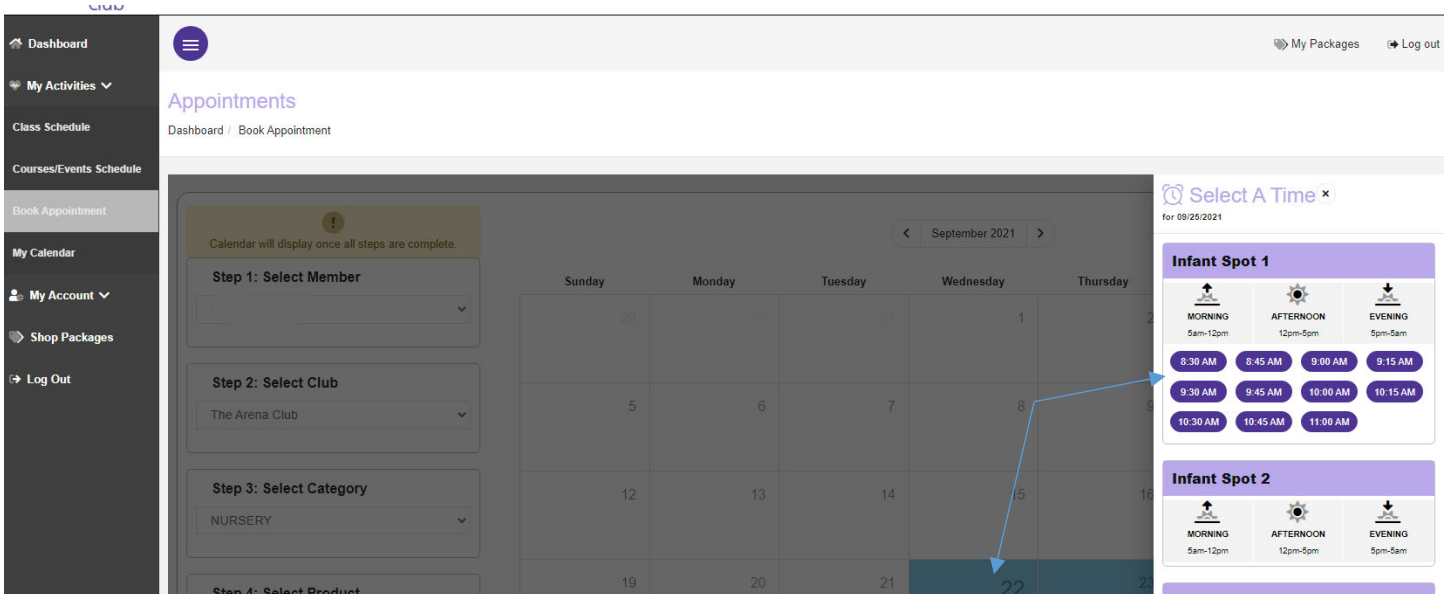 Dashboard
My Activities
Class Schedule
Courses/Events Schedule
Book Appointment
My Calendar
My Account
Shop Packages
Log Out
My Packages
Log out
Appointments
Dashboard / Book Appointment
Calendar will display once all steps are complete.
Step 1: Select Member
Step 2: Select Club
The Arena Club
Step 3: Select Category
NURSERY
Step 4: Select Product
September 2021
Sunday Monday Tuesday Wednesday Thursday
29 30 31 1 2
5 6 7 8 9
12 13 14 15 16
19 20 21 22 23
Select A Time ×
for 09/25/2021
Infant Spot 1
MORNING AFTERNOON EVENING
5am-12pm 12pm-5pm 5pm-5am
8:30 AM 8:45 AM 9:00 AM 9:15 AM
9:30 AM 9:45 AM 10:00 AM 10:15 AM
10:30 AM 10:45 AM 11:00 AM
Infant Spot 2
MORNING AFTERNOON EVENING
5am-12pm 12pm-5pm 5pm-5am